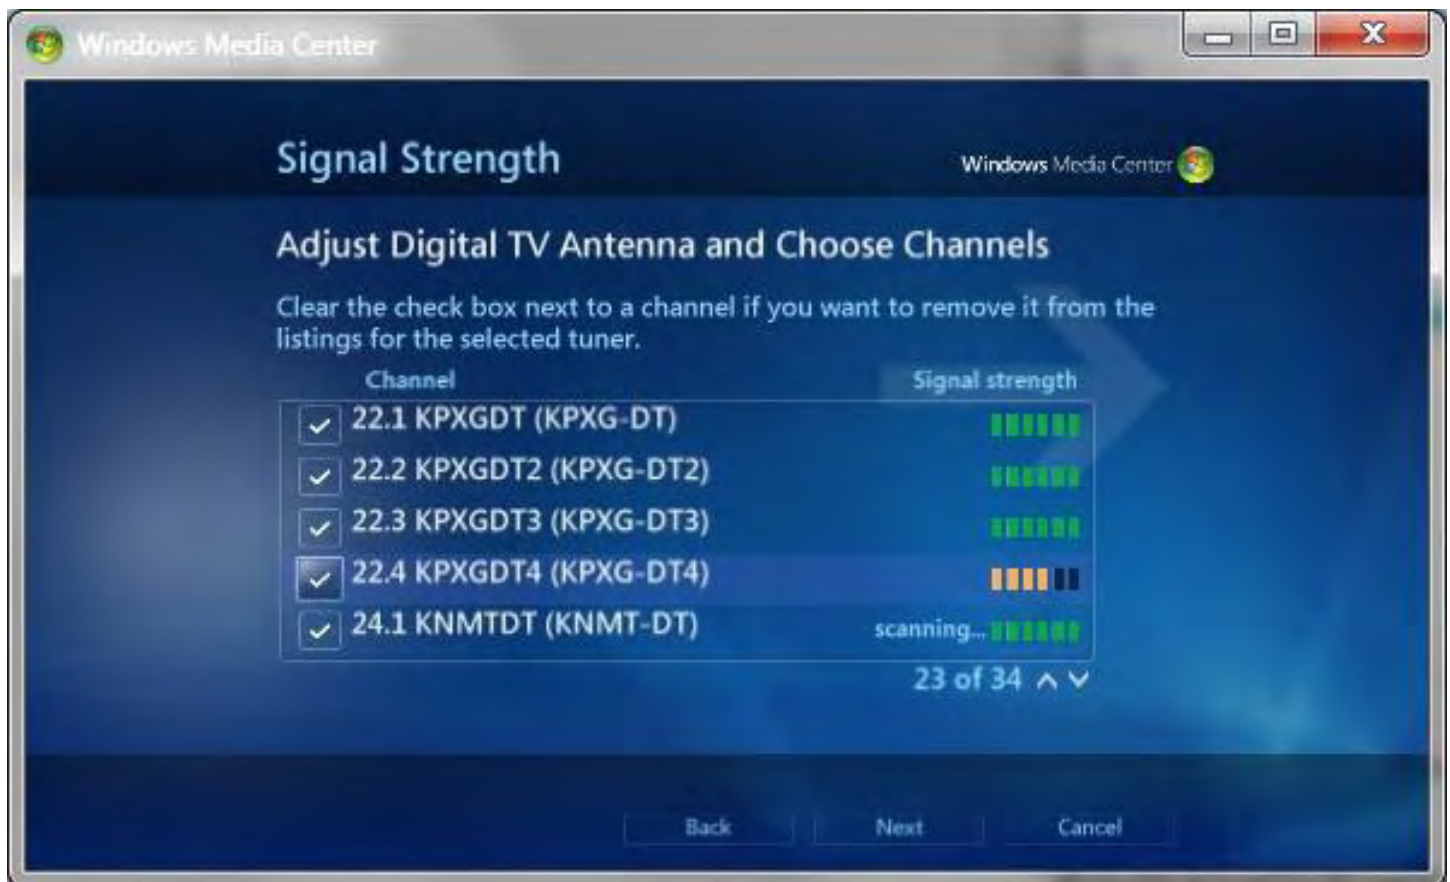 Windows Media Center
Signal Strength
Windows Media Center
Adjust Digital TV Antenna and Choose Channels
Clear the check box next to a channel if you want to remove it from the
listings for the selected tuner.
Channel Signal strength
22.1 KPXGDT (KPXG-DT)
22.2 KPXGDT2 (KPXG-DT2)
22.3 KPXGDT3 (KPXG-DT3)
22.4 KPXGDT4 (KPXG-DT4)
24.1 KNMTDT (KNMT-DT) scanning...
23 of 34
Back Next Cancel